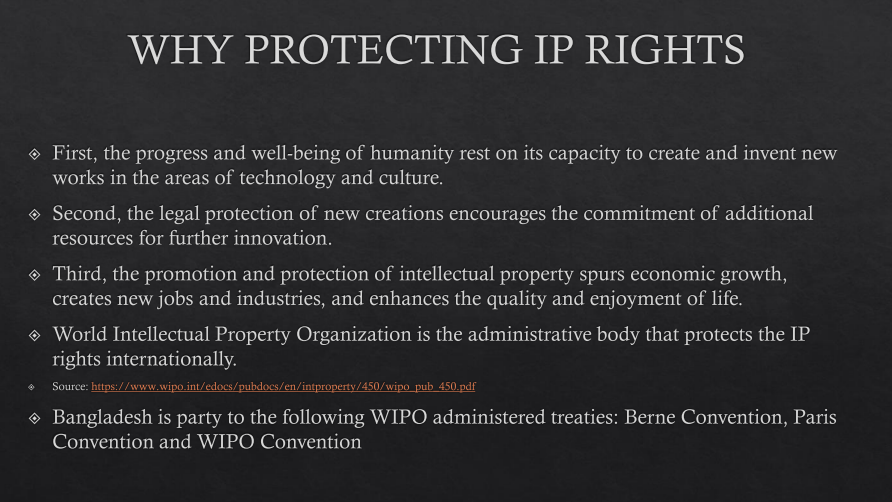 WHY PROTECTING IP RIGHTS
First, the progress and well-being of humanity rest on its capacity to create and invent new
works in the areas of technology and culture.
Second, the legal protection of new creations encourages the commitment of additional
resources for further innovation.
Third, the promotion and protection of intellectual property spurs economic growth,
creates new jobs and industries, and enhances the quality and enjoyment of life.
World Intellectual Property Organization is the administrative body that protects the IP
rights internationally.
Source: https://www.wipo.int/edocs/pubdocs/en/intproperty/450/wipo_pub_450.pdf
Bangladesh is party to the following WIPO administered treaties: Berne Convention, Paris
Convention and WIPO Convention